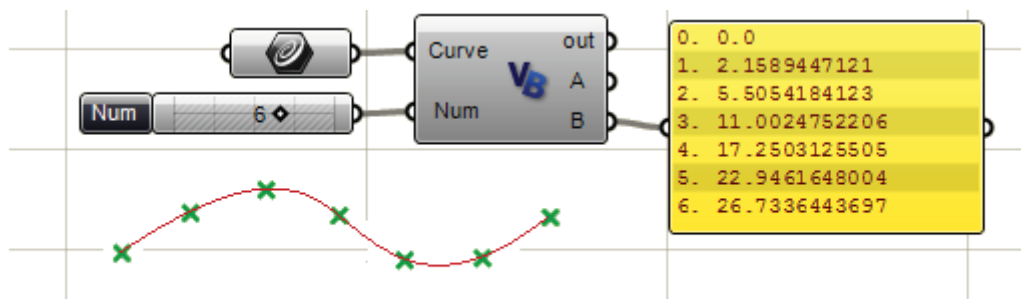 Curve
Num
out
A
B
VB
Num
6
0. 0.0
1. 2.1589447121
2. 5.5054184123
3. 11.0024752206
4. 17.2503125505
5. 22.9461648004
6. 26.7336443697